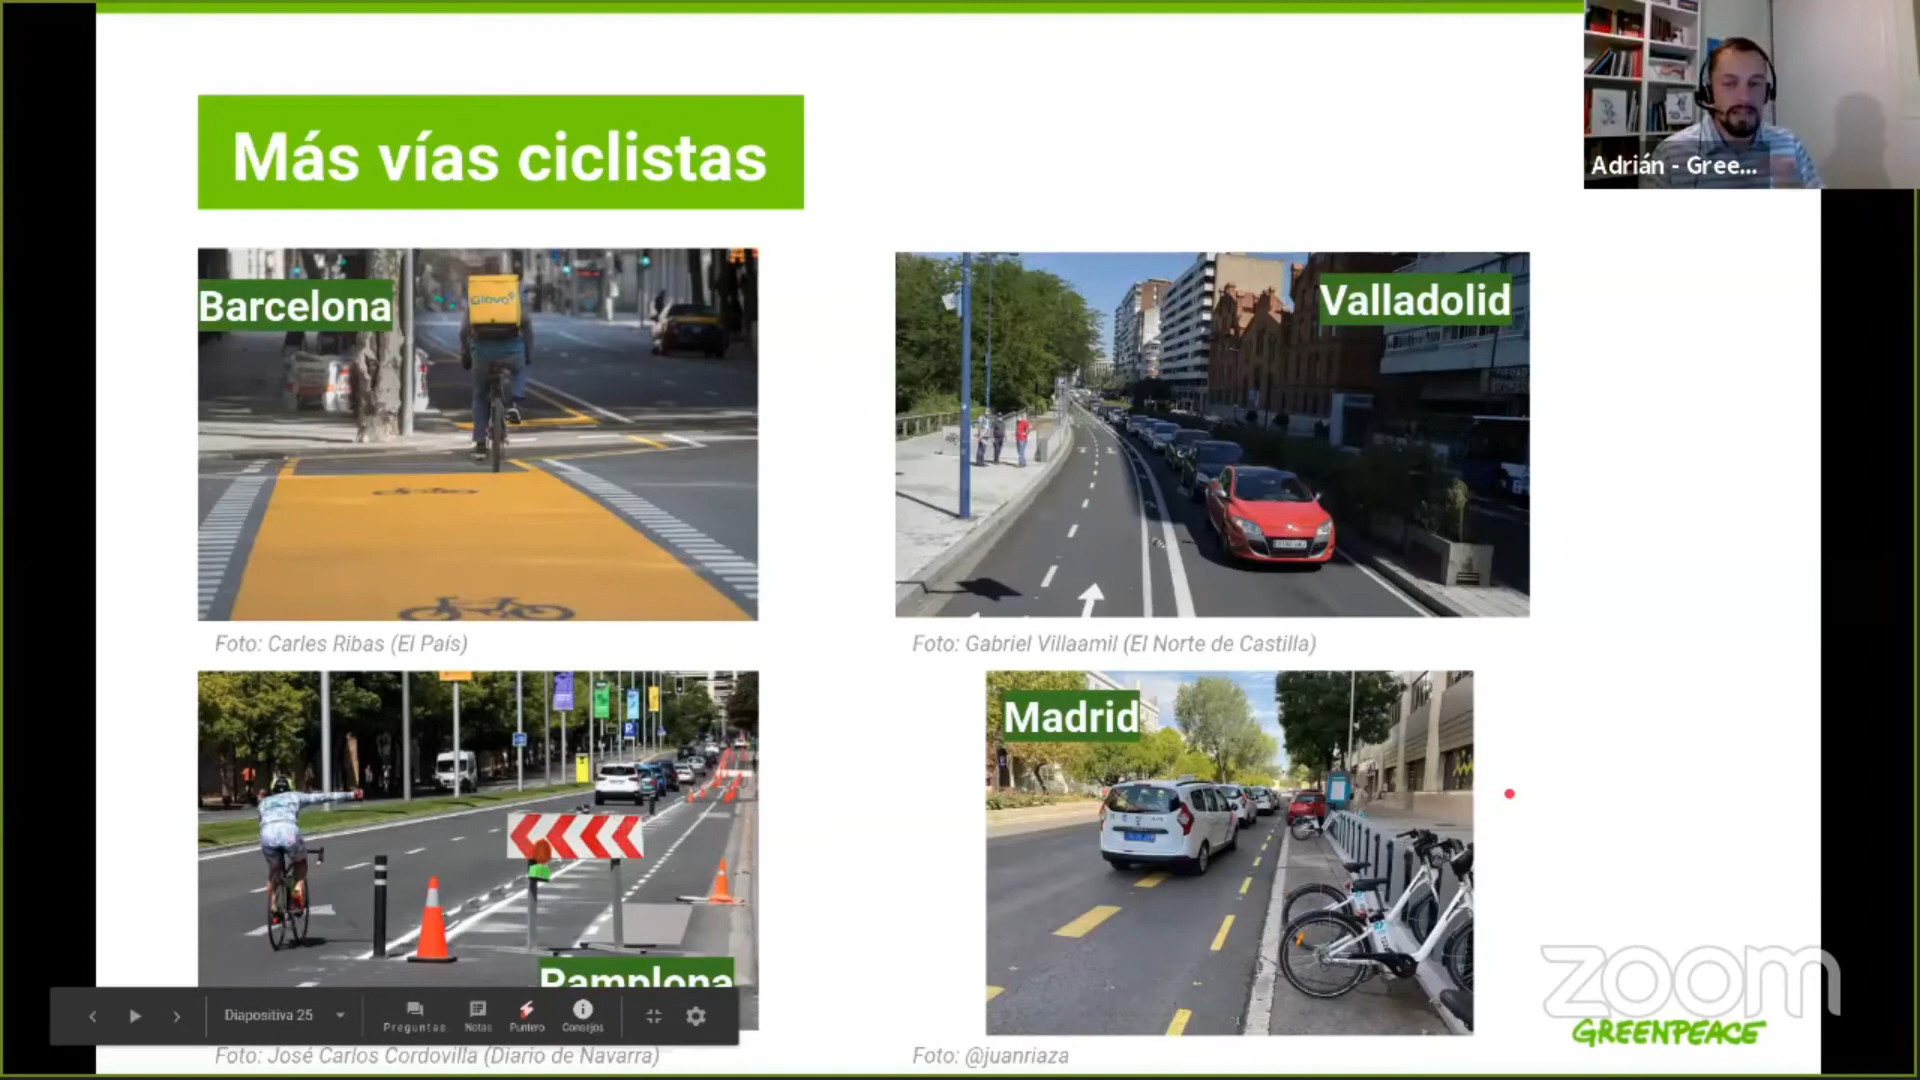 Más vías ciclistas
Adrián - Gree...
Barcelona
Glovo
Valladolid
Foto: Carles Ribas (El País)
Foto: Gabriel Villaamil (El Norte de Castilla)
Madrid
Pamplona
Diapositiva 25
Preguntas
Notas
Puntero
Consejos
Foto: José Carlos Cordovilla (Diario de Navarra)
Foto: @juanriaza
zoom
GREENPEACE